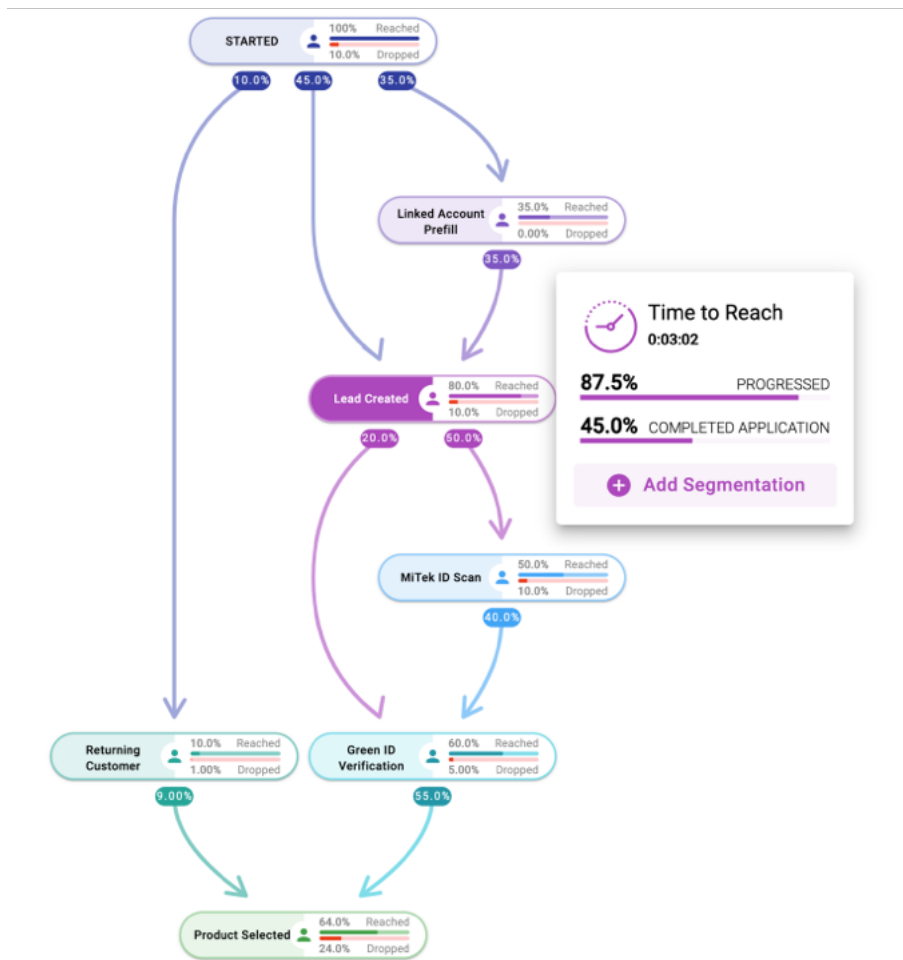 STARTED
100% Reached
10.0% Dropped
10.0%
45.0%
35.0%
Linked Account
Prefill
35.0% Reached
0.00% Dropped
35.0%
Time to Reach
0:03:02
87.5% PROGRESSED
45.0% COMPLETED APPLICATION
Add Segmentation
Lead Created
80.0% Reached
10.0% Dropped
20.0%
50.0%
MiTek ID Scan
50.0% Reached
10.0% Dropped
40.0%
Returning
Customer
10.0% Reached
1.00% Dropped
9.00%
Green ID
Verification
60.0% Reached
5.00% Dropped
55.0%
Product Selected
64.0% Reached
24.0% Dropped